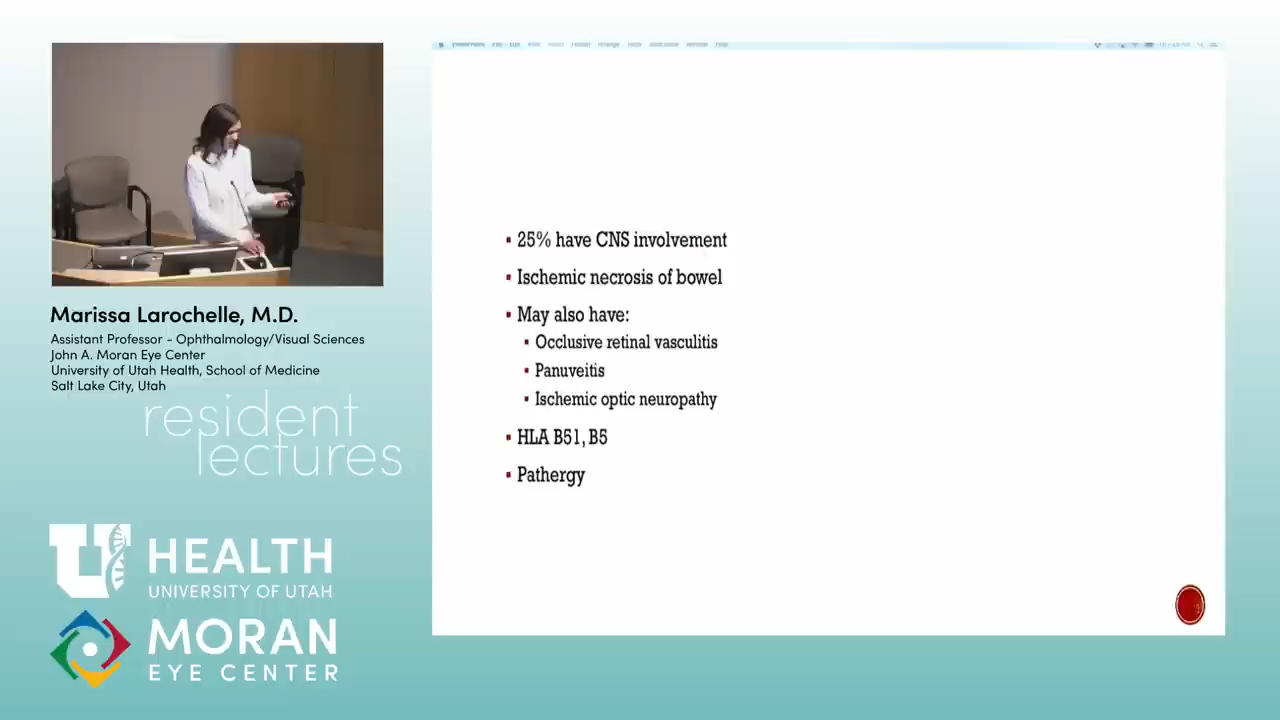 Marissa Larochelle, M.D.
Assistant Professor - Ophthalmology/Visual Sciences
John A. Moran Eye Center
University of Utah Health, School of Medicine
Salt Lake City, Utah
resident
lectures
U
HEALTH
UNIVERSITY OF UTAH
MORAN
EYE CENTER
▪ 25% have CNS involvement
▪ Ischemic necrosis of bowel
▪ May also have:
▪ Occlusive retinal vasculitis
▪ Panuveitis
▪ Ischemic optic neuropathy
▪ HLA B51, B5
▪ Pathergy